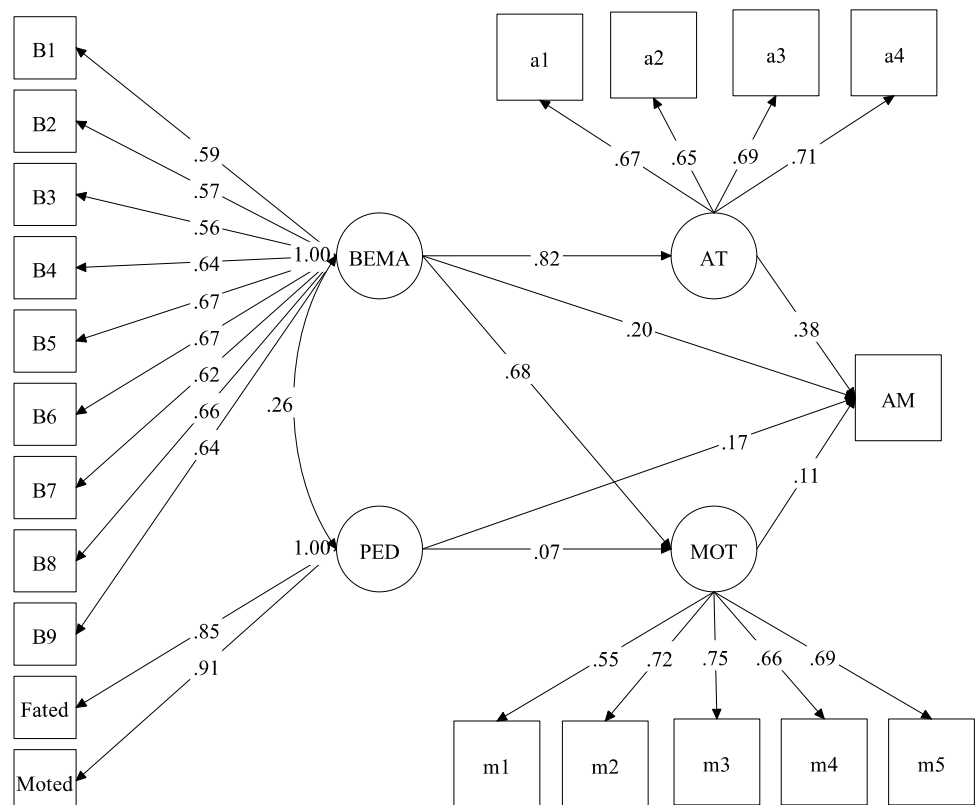 B1
B2
B3
B4
B5
B6
B7
B8
B9
Fated
Moted
.59
.57
.56
.64
.67
.67
.62
.66
.64
1.00
BEMA
.26
1.00
PED
.85
.91
a1
a2
a3
a4
.67
.65
.69
.71
AT
.82
.20
.68
.38
AM
.17
.11
.07
MOT
.55
.72
.75
.66
.69
m1
m2
m3
m4
m5